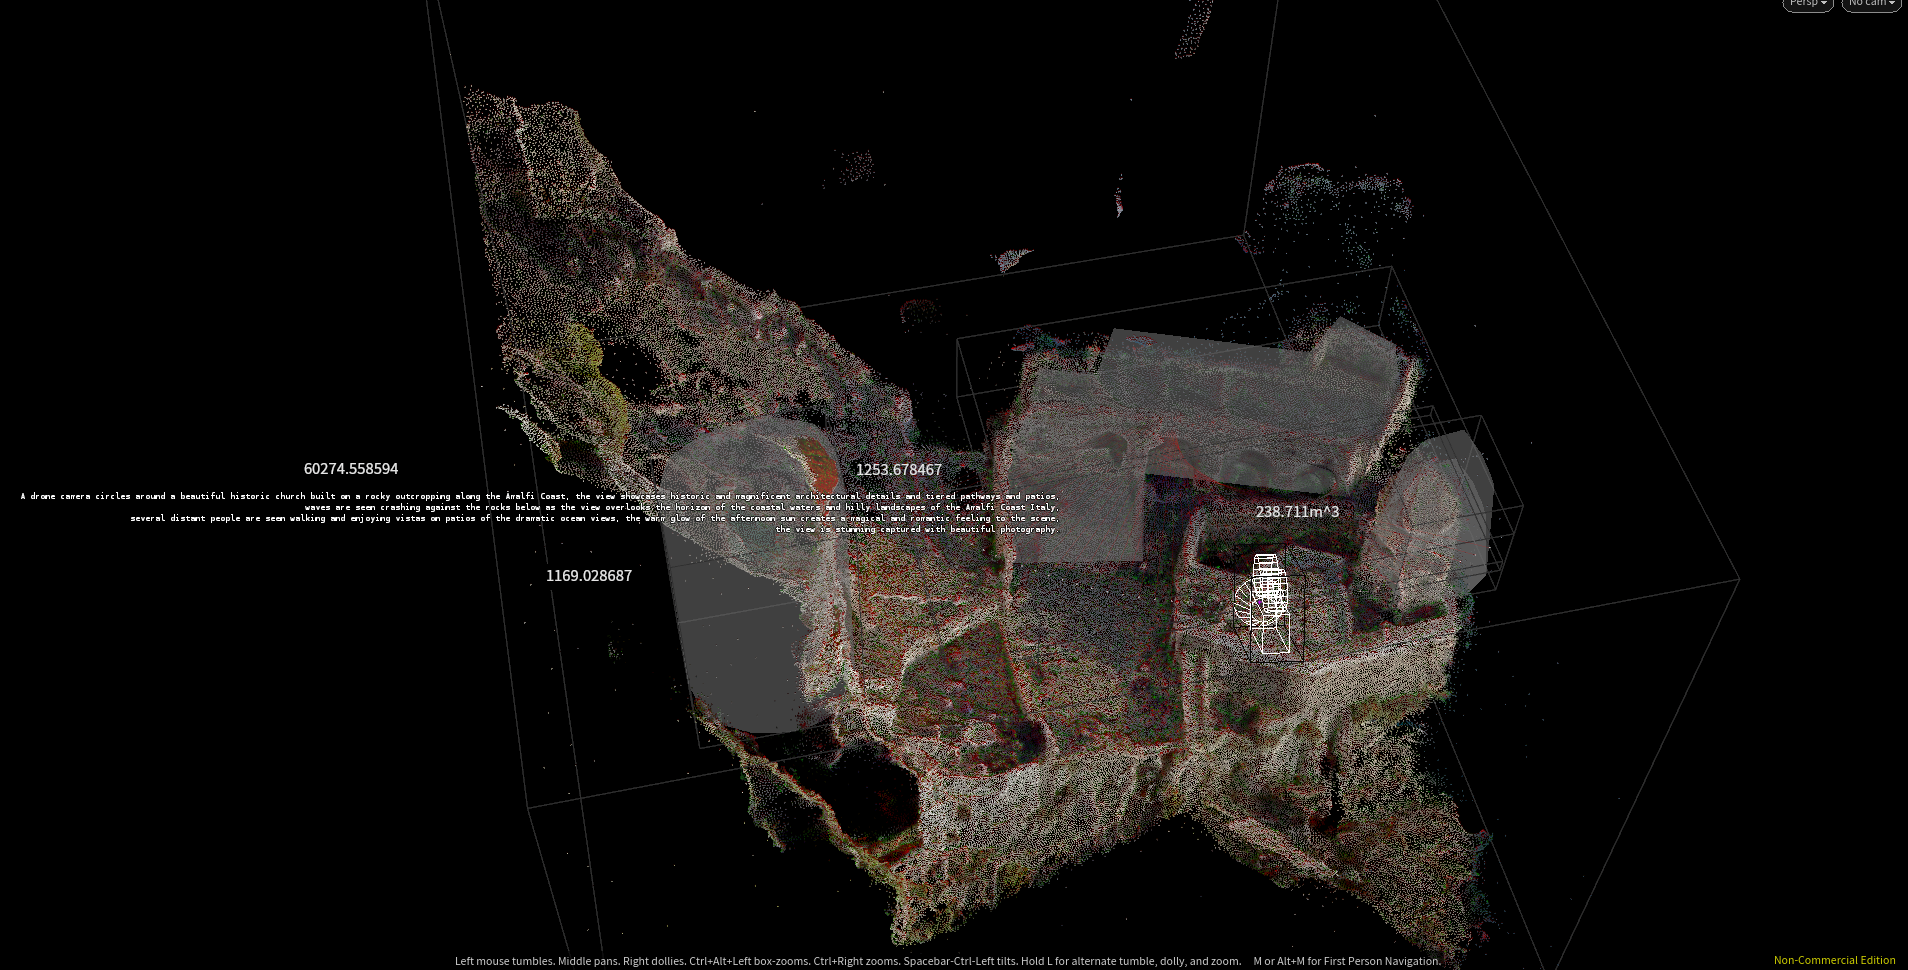 Persp No cam
60274.558594
1253.678467
A drone camera circles around a beautiful historic church built on a rocky outcropping along the Amalfi Coast, the view showcases historic and magnificent architectural details and tiered pathways and patios,
waves are seen crashing against the rocks below as the view overlooks the horizon of the coastal waters and hilly landscapes of the Amalfi Coast Italy,
several distant people are seen walking and enjoying vistas on patios of the dramatic ocean views, the warm glow of the afternoon sun creates a magical and romantic feeling to the scene,
the view is stunning captured with beautiful photography.
238.711m^3
1169.028687
Left mouse tumbles. Middle pans. Right dollies. Ctrl+Alt+Left box-zooms. Ctrl+Right zooms. Spacebar-Ctrl-Left tilts. Hold L for alternate tumble, dolly, and zoom. M or Alt+M for First Person Navigation.
Non-Commercial Edition